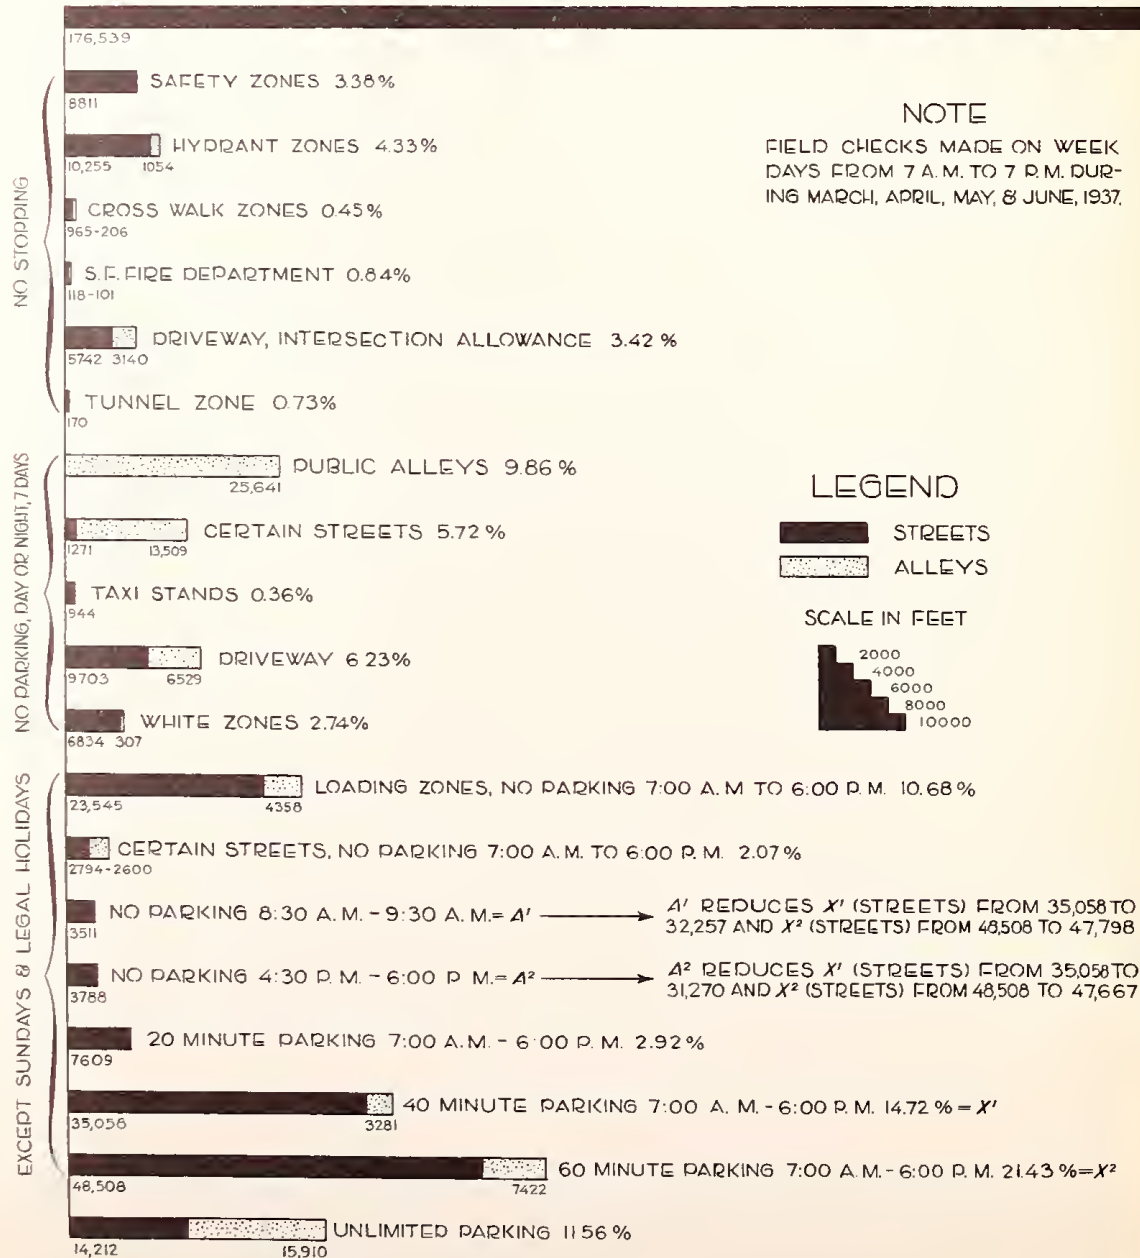 176,539
SAFETY ZONES 3.38%
8811
HYDRANT ZONES 4.33%
10,255 1054
CROSS WALK ZONES 0.45%
965-206
S.F. FIRE DEPARTMENT 0.84%
118-101
DRIVEWAY, INTERSECTION ALLOWANCE 3.42%
5742 3140
TUNNEL ZONE 0.73%
170
NO STOPPING
PUBLIC ALLEYS 9.86%
25,641
CERTAIN STREETS 5.72%
1271 13,509
TAXI STANDS 0.36%
944
DRIVEWAY 6.23%
9703 6529
WHITE ZONES 2.74%
6834 307
NO PARKING, DAY OR NIGHT, 7 DAYS
LOADING ZONES, NO PARKING 7:00 A.M TO 6:00 P.M. 10.68%
23,545 4358
CERTAIN STREETS, NO PARKING 7:00 A.M. TO 6:00 P.M. 2.07%
2794-2600
NO PARKING 8:30 A.M. - 9:30 A.M.= A'
3511
A' REDUCES X' (STREETS) FROM 35,058 TO
32,257 AND X² (STREETS) FROM 48,508 TO 47,798
NO PARKING 4:30 P.M. - 6:00 P M.= A²
3788
A² REDUCES X' (STREETS) FROM 35,058 TO
31,270 AND X² (STREETS) FROM 48,508 TO 47,667
20 MINUTE PARKING 7:00 A.M. - 6:00 P.M. 2.92%
7609
40 MINUTE PARKING 7:00 A.M. - 6:00 P.M. 14.72% = X'
35,058 3281
60 MINUTE PARKING 7:00 A.M. - 6:00 P.M. 21.43%=X²
48,508 7422
EXCEPT SUNDAYS & LEGAL HOLIDAYS
UNLIMITED PARKING 11.56%
14,212 15,910
NOTE
FIELD CHECKS MADE ON WEEK
DAYS FROM 7 A.M. TO 7 P.M. DUR-
ING MARCH, APRIL, MAY, & JUNE, 1937.
LEGEND
STREETS
ALLEYS
SCALE IN FEET
2000
4000
6000
8000
10000